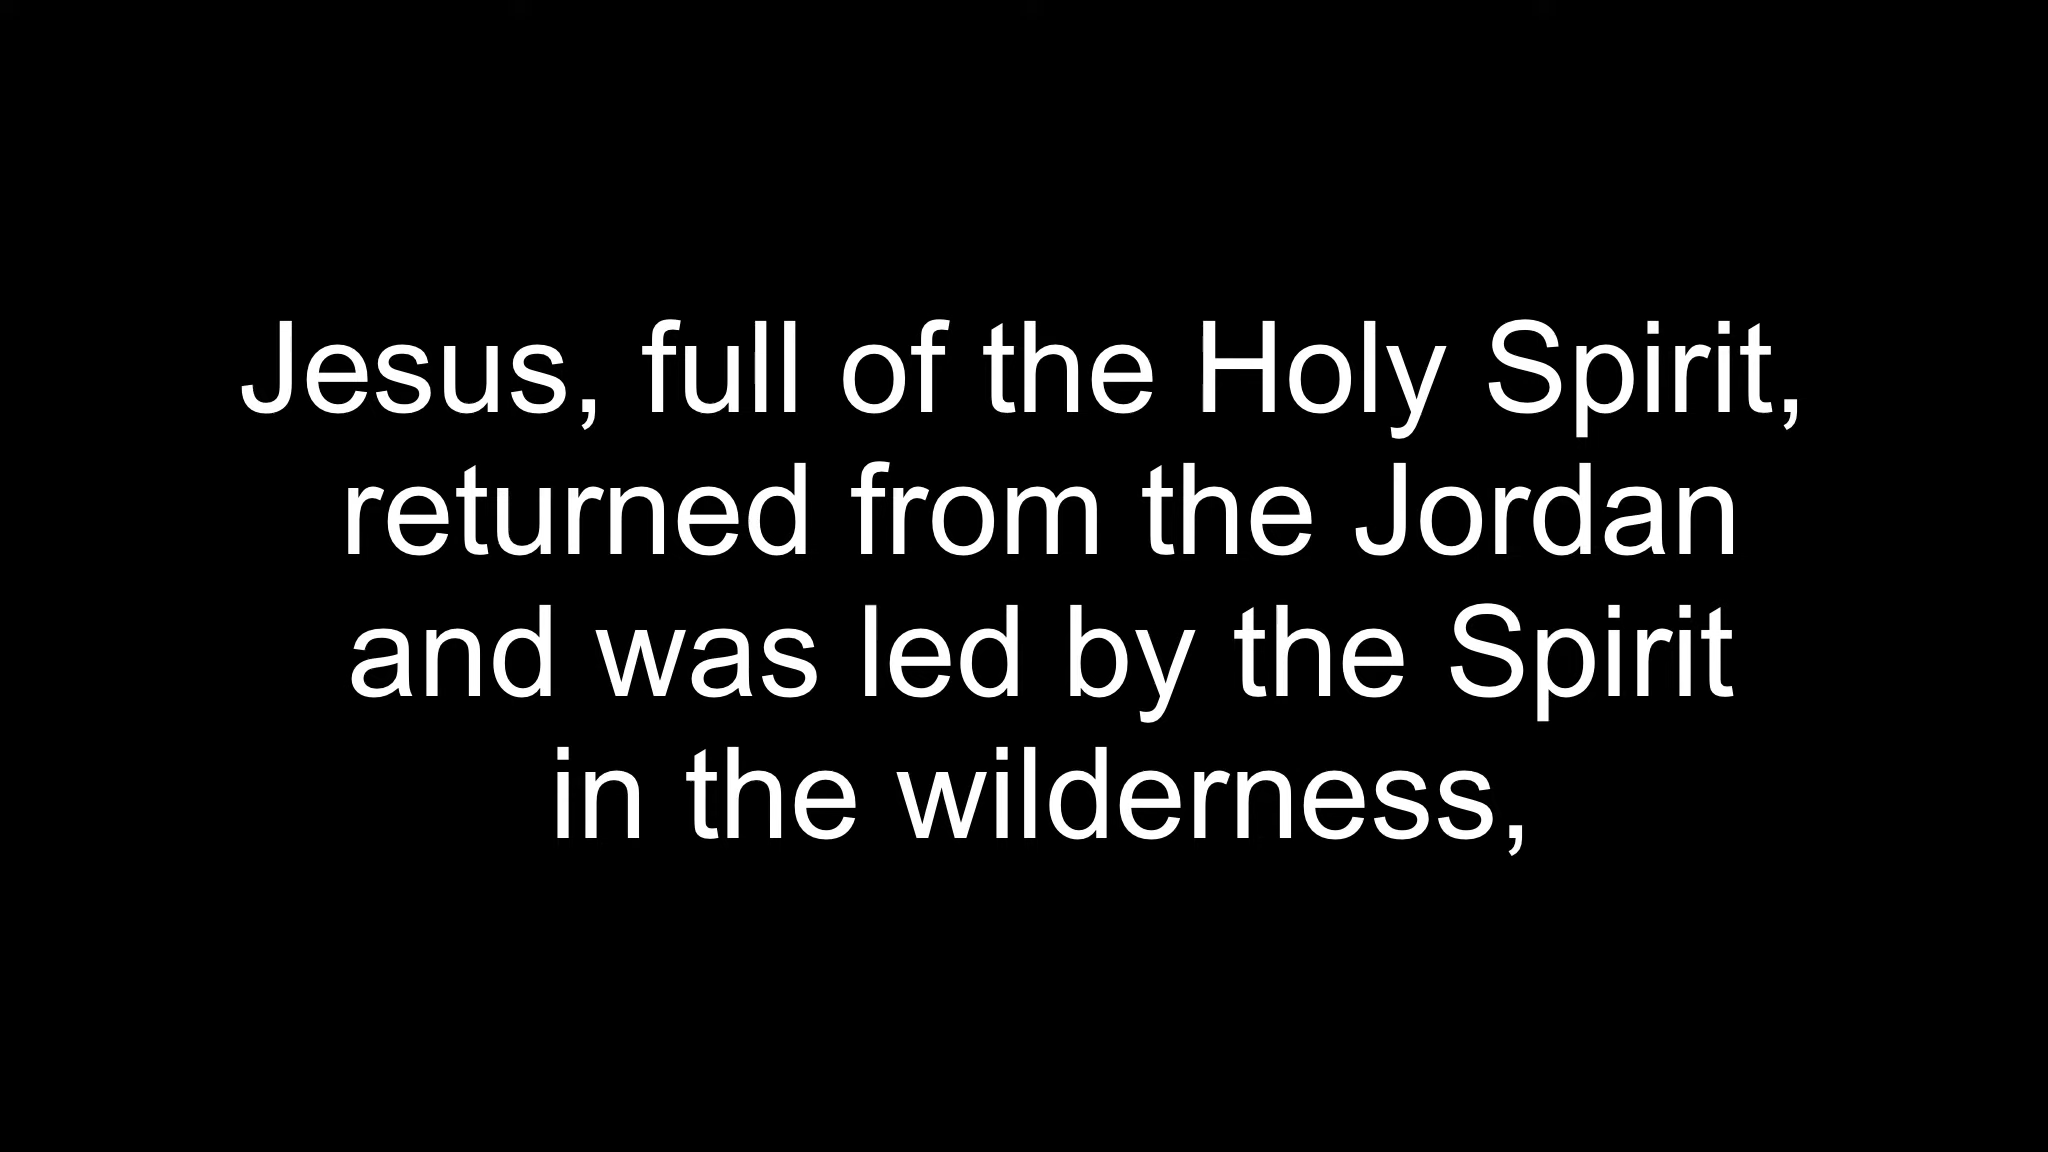 Jesus, full of the Holy Spirit,
returned from the Jordan
and was led by the Spirit
in the wilderness,